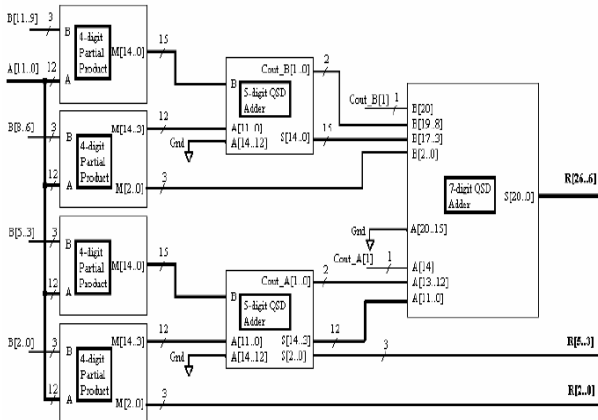 B[11..9]
3
B
4-digit
Partial
Product
M[14..0]
15
A[11..0]
12
A
B
Cout_B[1..0]
2
5-digit QSD
Adder
Cout_B[1]
1
B[20]
B[19..8]
B[17..3]
B[2..0]
B[8..6]
3
B
4-digit
Partial
Product
M[14..3]
12
A[11..0]
A[14..12]
S[14..0]
15
Gnd
12
A
M[2..0]
3
7-digit QSD
Adder
S[20..0]
R[26..6]
B[5..3]
3
B
4-digit
Partial
Product
M[14..0]
15
Gnd
A[20..15]
Cout_A[1]
1
A[14]
A[13..12]
A[11..0]
12
A
B
Cout_A[1..0]
2
5-digit QSD
Adder
B[2..0]
3
B
4-digit
Partial
Product
M[14..3]
12
A[11..0]
A[14..12]
S[14..3]
12
S[2..0]
3
R[5..3]
Gnd
12
A
M[2..0]
3
R[2..0]